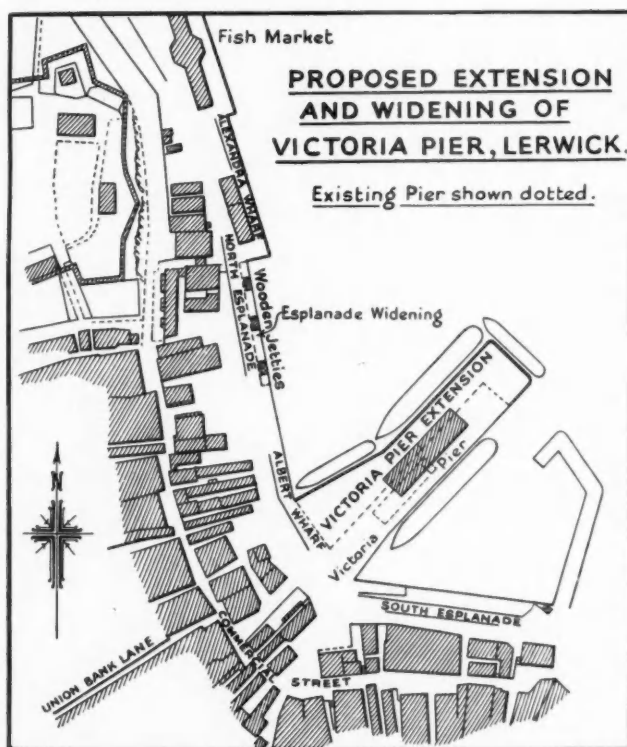 Fish Market
PROPOSED EXTENSION
AND WIDENING OF
VICTORIA PIER, LERWICK.
Existing Pier shown dotted.
ALEXANDRA WHARF
NORTH
ESPLANADE
Wooden Jetties
Esplanade Widening
ALBERT WHARF
VICTORIA PIER EXTENSION
Victoria Pier
N
SOUTH ESPLANADE
COMMERCIAL
STREET
UNION BANK LANE